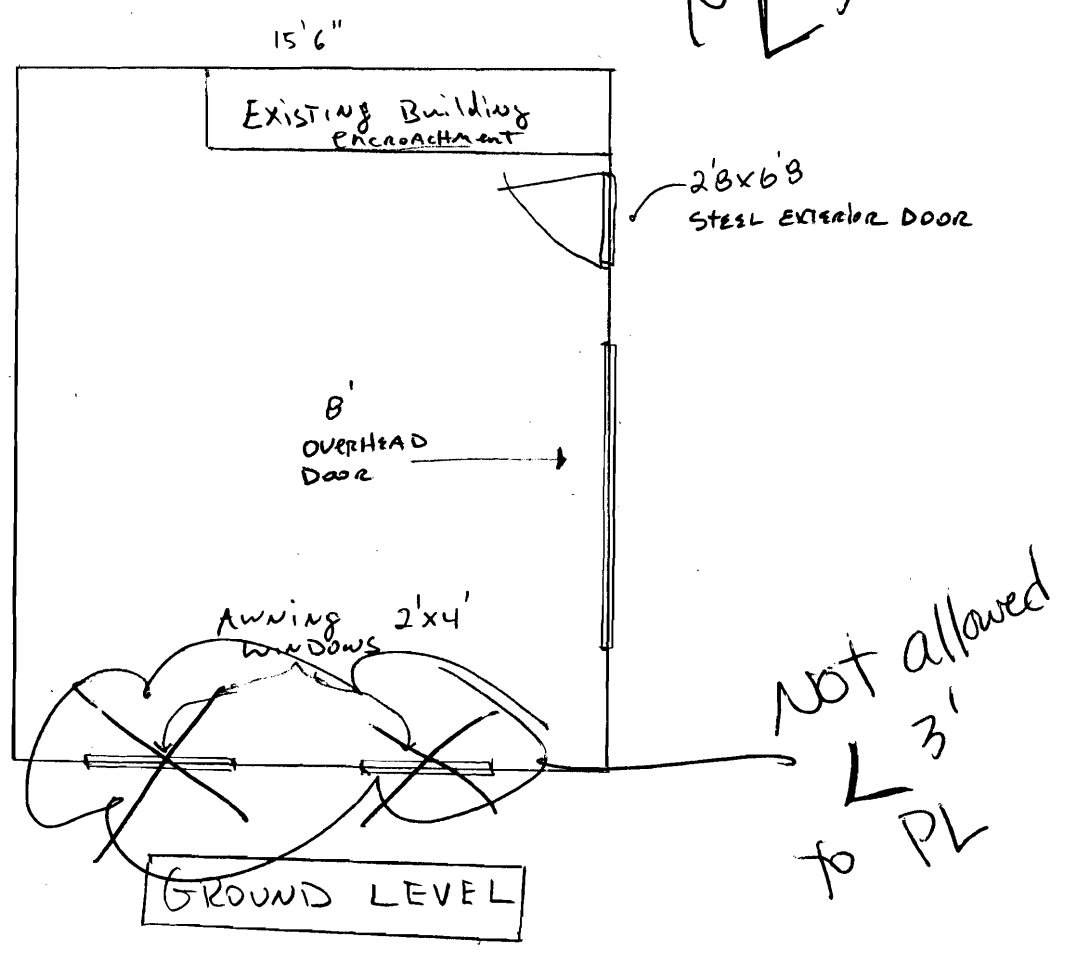 15'6"
Existing Building
encroachment
2'8x6'8
Steel Exterior Door
8'
Overhead
Door
Awning 2'x4'
Windows
Not allowed
L 3'
to PL
GROUND LEVEL